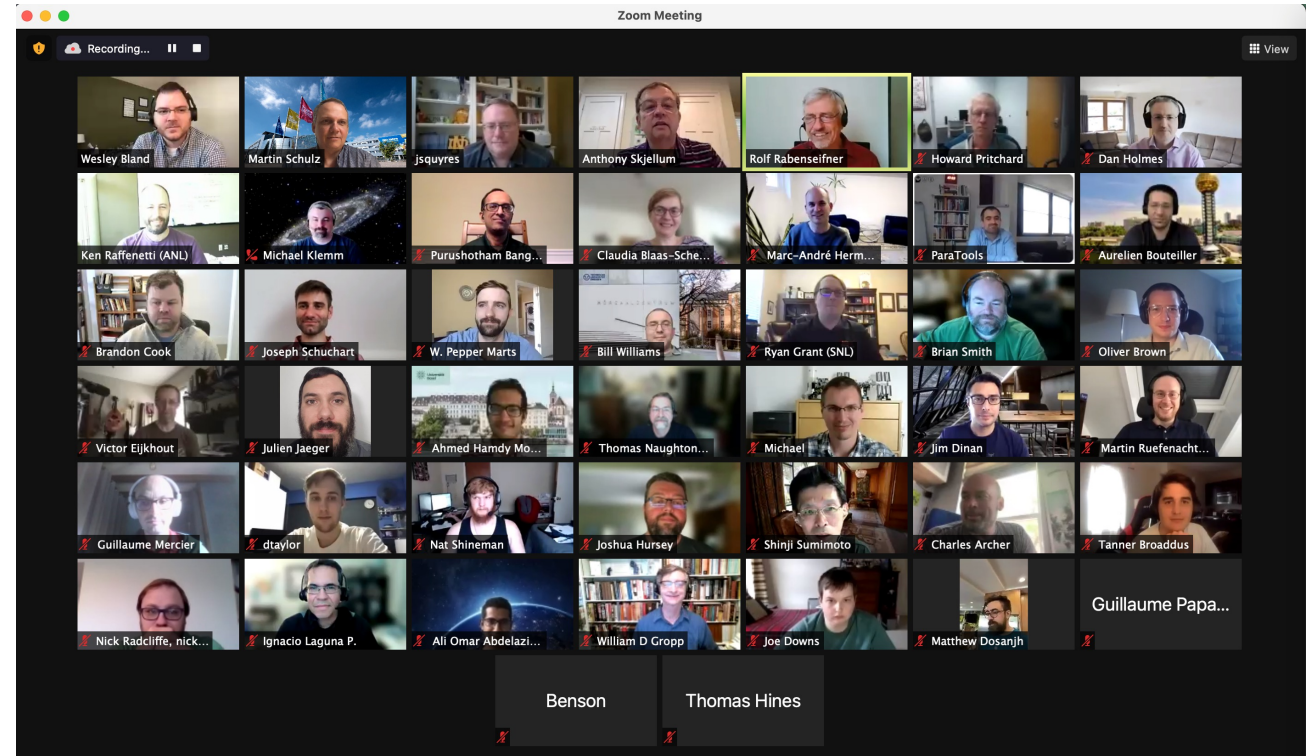 Zoom Meeting
Recording...
View
Wesley Bland
Martin Schulz
jsquyres
Anthony Skjellum
Rolf Rabenseifner
Howard Pritchard
Dan Holmes
Ken Raffenetti (ANL)
Michael Klemm
Purushotham Bang...
Claudia Blaas-Sche...
Marc-André Herm...
ParaTools
Aurelien Bouteiller
Brandon Cook
Joseph Schuchart
W. Pepper Marts
Bill Williams
Ryan Grant (SNL)
Brian Smith
Oliver Brown
Victor Eijkhout
Julien Jaeger
Ahmed Hamdy Mo...
Thomas Naughton...
Michael
Jim Dinan
Martin Ruefenacht...
Guillaume Mercier
dtaylor
Nat Shineman
Joshua Hursey
Shinji Sumimoto
Charles Archer
Tanner Broaddus
Nick Radcliffe, nick...
Ignacio Laguna P.
Ali Omar Abdelazi...
William D Gropp
Joe Downs
Matthew Dosanjh
Guillaume Papa...
Benson
Thomas Hines